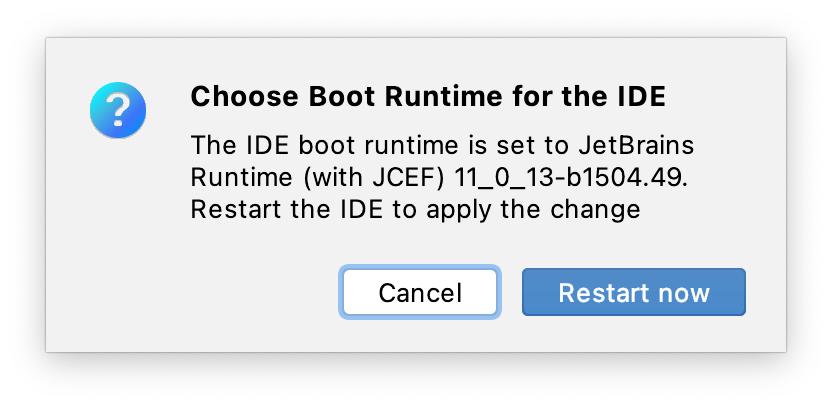 Choose Boot Runtime for the IDE
The IDE boot runtime is set to JetBrains
Runtime (with JCEF) 11_0_13-b1504.49.
Restart the IDE to apply the change
Cancel Restart now